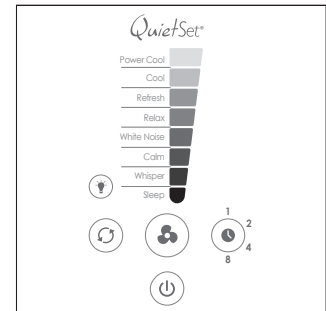 QuietSet®
Power Cool
Cool
Refresh
Relax
White Noise
Calm
Whisper
Sleep
1
2
4
8